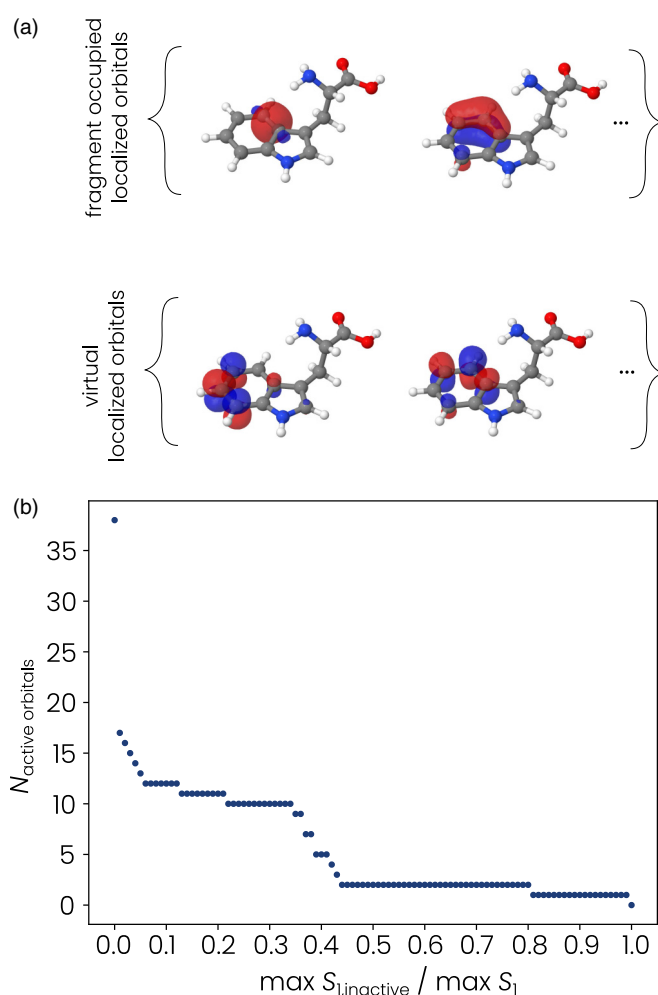 (a)
fragment occupied
localized orbitals
...
virtual
localized orbitals
...
(b)
N_active orbitals
35
30
25
20
15
10
5
0
0.0 0.1 0.2 0.3 0.4 0.5 0.6 0.7 0.8 0.9 1.0
max S_1,inactive / max S_1